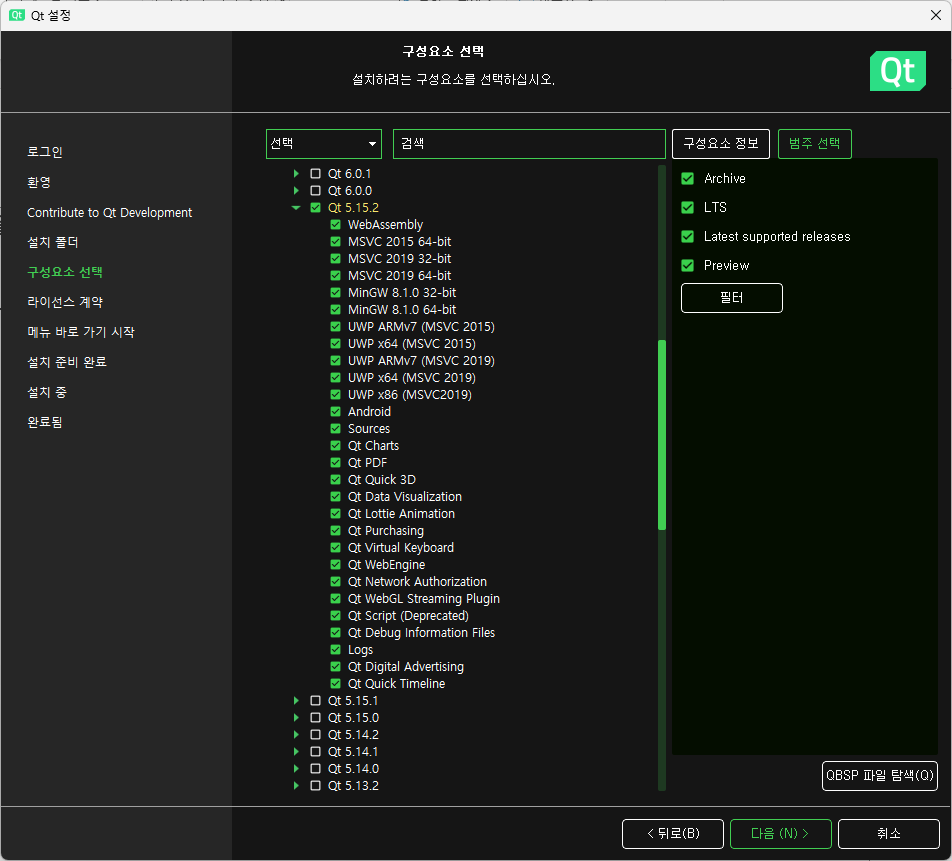 Qt 설정
구성요소 선택
설치하려는 구성요소를 선택하십시오.
Qt
로그인
환영
Contribute to Qt Development
설치 폴더
구성요소 선택
라이선스 계약
메뉴 바로 가기 시작
설치 준비 완료
설치 중
완료됨
선택
검색
구성요소 정보
범주 선택
Qt 6.0.1
Qt 6.0.0
Qt 5.15.2
WebAssembly
MSVC 2015 64-bit
MSVC 2019 32-bit
MSVC 2019 64-bit
MinGW 8.1.0 32-bit
MinGW 8.1.0 64-bit
UWP ARMv7 (MSVC 2015)
UWP x64 (MSVC 2015)
UWP ARMv7 (MSVC 2019)
UWP x64 (MSVC 2019)
UWP x86 (MSVC2019)
Android
Sources
Qt Charts
Qt PDF
Qt Quick 3D
Qt Data Visualization
Qt Lottie Animation
Qt Purchasing
Qt Virtual Keyboard
Qt WebEngine
Qt Network Authorization
Qt WebGL Streaming Plugin
Qt Script (Deprecated)
Qt Debug Information Files
Logs
Qt Digital Advertising
Qt Quick Timeline
Qt 5.15.1
Qt 5.15.0
Qt 5.14.2
Qt 5.14.1
Qt 5.14.0
Qt 5.13.2
Archive
LTS
Latest supported releases
Preview
필터
QBSP 파일 탐색(Q)
< 뒤로(B)
다음 (N) >
취소